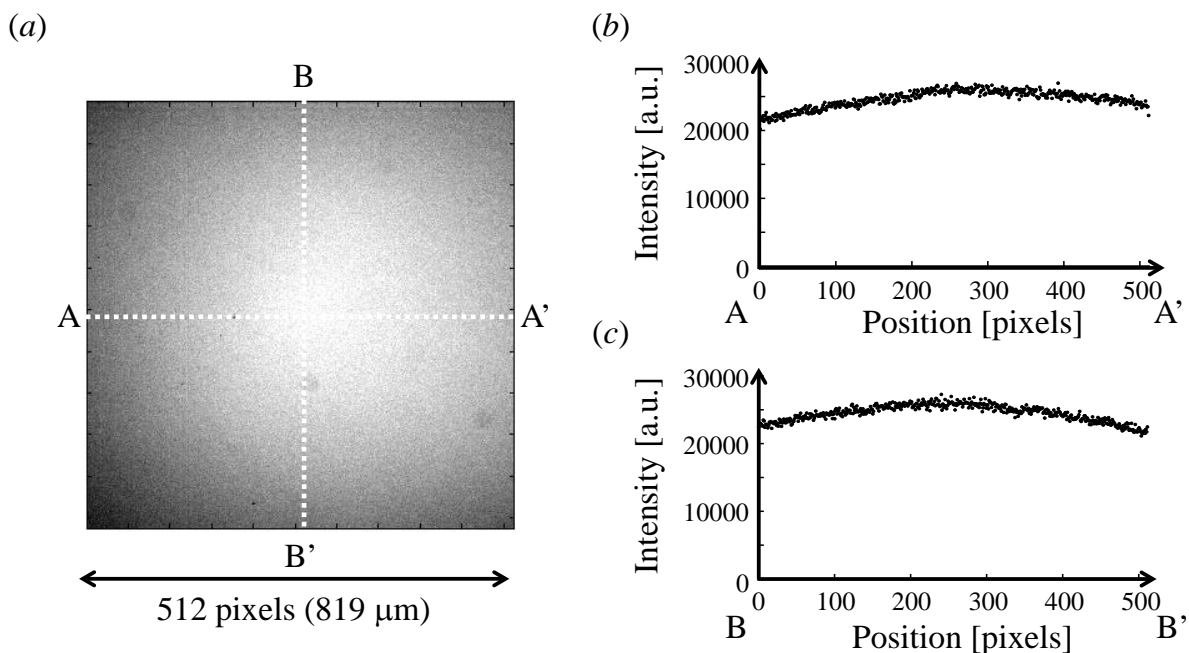 (a)
B
A
A’
B’
512 pixels (819 μm)
(b)
30000
20000
10000
0
Intensity [a.u.]
0 100 200 300 400 500
A
A’
Position [pixels]
(c)
30000
20000
10000
0
Intensity [a.u.]
0 100 200 300 400 500
B
B’
Position [pixels]